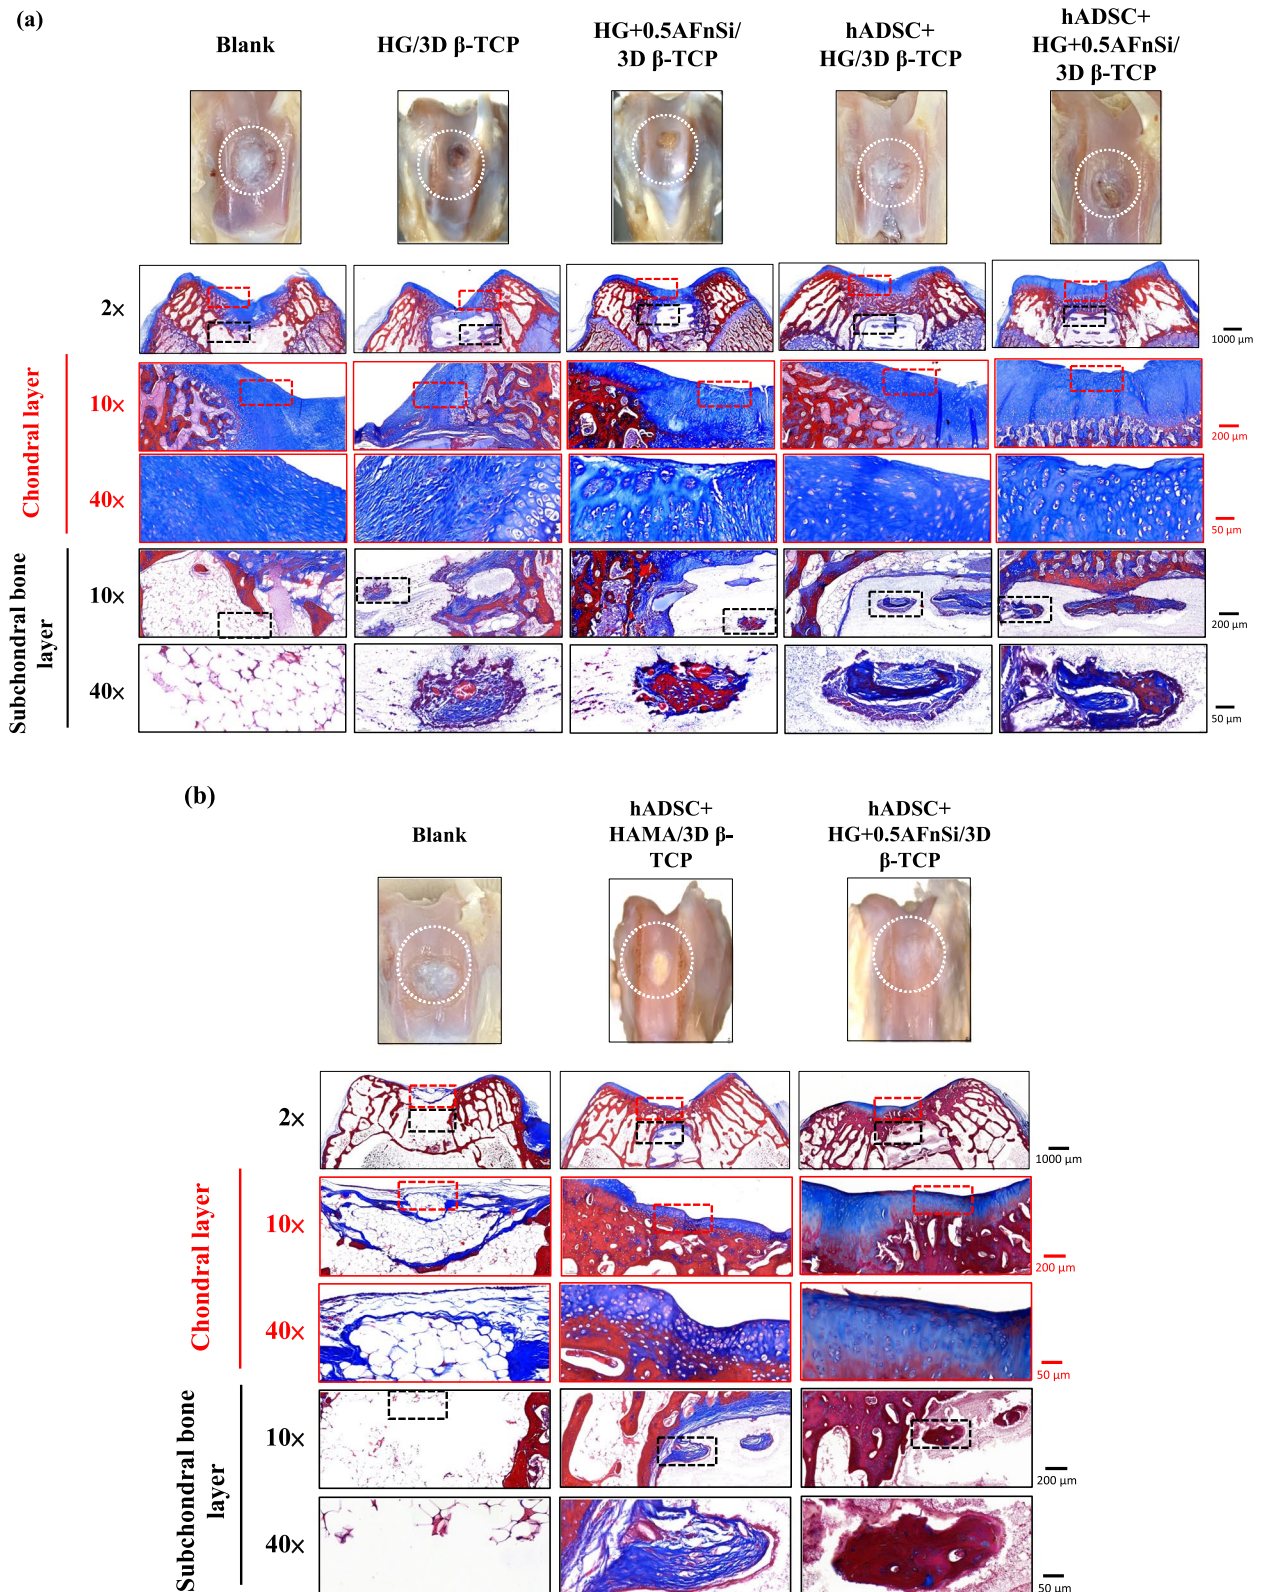 (a)
Blank
HG/3D β-TCP
HG+0.5AFnSi/
3D β-TCP
hADSC+
HG/3D β-TCP
hADSC+
HG+0.5AFnSi/
3D β-TCP
2×
1000 μm
Chondral layer
10×
200 μm
40×
50 μm
Subchondral bone
layer
10×
200 μm
40×
50 μm
(b)
Blank
hADSC+
HAMA/3D β-
TCP
hADSC+
HG+0.5AFnSi/3D
β-TCP
2×
1000 μm
Chondral layer
10×
200 μm
40×
50 μm
Subchondral bone
layer
10×
200 μm
40×
50 μm